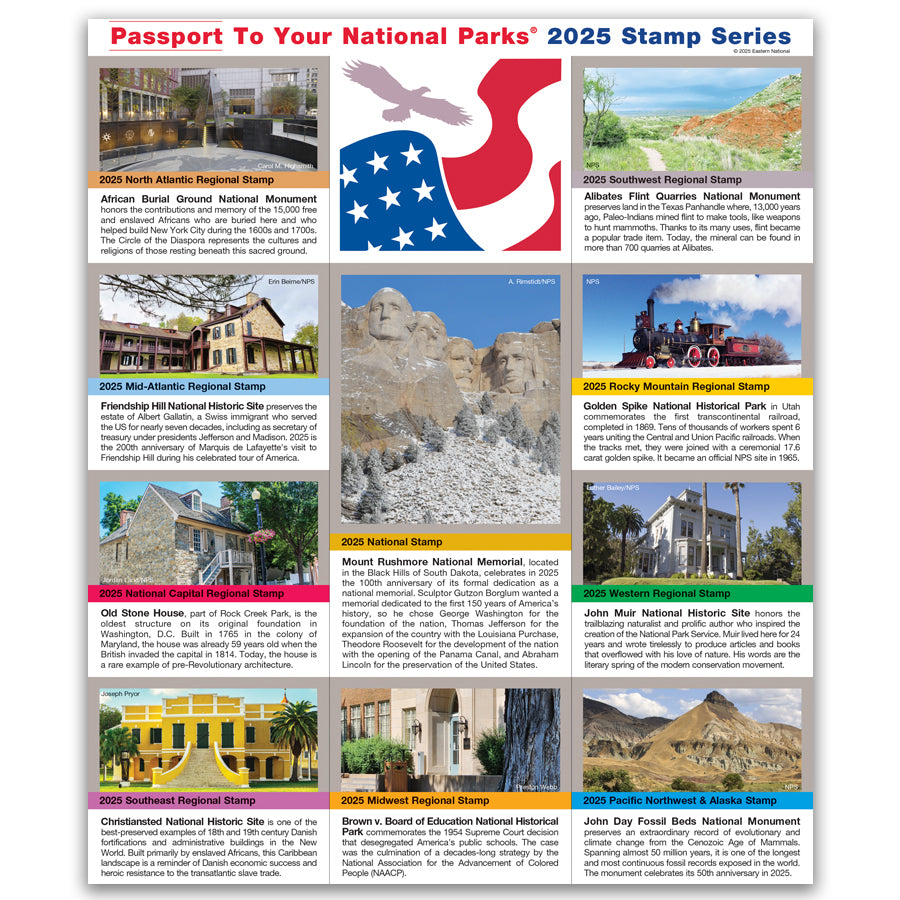 Passport To Your National Parks® 2025 Stamp Series
© 2025 Eastern National
Carol M. Highsmith
2025 North Atlantic Regional Stamp
African Burial Ground National Monument
honors the contributions and memory of the 15,000 free
and enslaved Africans who are buried here and who
helped build New York City during the 1600s and 1700s.
The Circle of the Diaspora represents the cultures and
religions of those resting beneath this sacred ground.
NPS
2025 Southwest Regional Stamp
Alibates Flint Quarries National Monument
preserves land in the Texas Panhandle where, 13,000 years
ago, Paleo-Indians mined flint to make tools, like weapons
to hunt mammoths. Thanks to its many uses, flint became
a popular trade item. Today, the mineral can be found in
more than 700 quarries at Alibates.
Erin Beirne/NPS
2025 Mid-Atlantic Regional Stamp
Friendship Hill National Historic Site preserves the
estate of Albert Gallatin, a Swiss immigrant who served
the US for nearly seven decades, including as secretary of
treasury under presidents Jefferson and Madison. 2025 is
the 200th anniversary of Marquis de Lafayette's visit to
Friendship Hill during his celebrated tour of America.
A. Rimstidt/NPS
2025 National Stamp
Mount Rushmore National Memorial, located
in the Black Hills of South Dakota, celebrates in 2025
the 100th anniversary of its formal dedication as a
national memorial. Sculptor Gutzon Borglum wanted a
memorial dedicated to the first 150 years of America's
history, so he chose George Washington for the
foundation of the nation, Thomas Jefferson for the
expansion of the country with the Louisiana Purchase,
Theodore Roosevelt for the development of the nation
with the opening of the Panama Canal, and Abraham
Lincoln for the preservation of the United States.
NPS
2025 Rocky Mountain Regional Stamp
Golden Spike National Historical Park in Utah
commemorates the first transcontinental railroad,
completed in 1869. Tens of thousands of workers spent 6
years uniting the Central and Union Pacific railroads. When
the tracks met, they were joined with a ceremonial 17.6
carat golden spike. It became an official NPS site in 1965.
Jordan Lind/NPS
2025 National Capital Regional Stamp
Old Stone House, part of Rock Creek Park, is the
oldest structure on its original foundation in
Washington, D.C. Built in 1765 in the colony of
Maryland, the house was already 59 years old when the
British invaded the capital in 1814. Today, the house is
a rare example of pre-Revolutionary architecture.
Luther Bailey/NPS
2025 Western Regional Stamp
John Muir National Historic Site honors the
trailblazing naturalist and prolific author who inspired the
creation of the National Park Service. Muir lived here for 24
years and wrote tirelessly to produce articles and books
that overflowed with his love of nature. His words are the
literary spring of the modern conservation movement.
Joseph Pryor
2025 Southeast Regional Stamp
Christiansted National Historic Site is one of the
best-preserved examples of 18th and 19th century Danish
fortifications and administrative buildings in the New
World. Built primarily by enslaved Africans, this Caribbean
landscape is a reminder of Danish economic success and
heroic resistance to the transatlantic slave trade.
Preston Webb
2025 Midwest Regional Stamp
Brown v. Board of Education National Historical
Park commemorates the 1954 Supreme Court decision
that desegregated America's public schools. The case
was the culmination of a decades-long strategy by the
National Association for the Advancement of Colored
People (NAACP).
NPS
2025 Pacific Northwest & Alaska Stamp
John Day Fossil Beds National Monument
preserves an extraordinary record of evolutionary and
climate change from the Cenozoic Age of Mammals.
Spanning almost 50 million years, it is one of the longest
and most continuous fossil records exposed in the world.
The monument celebrates its 50th anniversary in 2025.